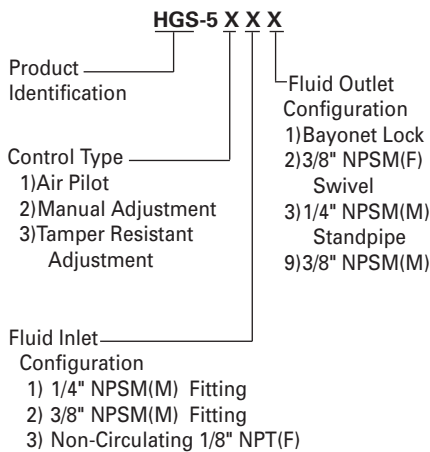 HGS-5 X X X
Product
Identification
Control Type
1)Air Pilot
2)Manual Adjustment
3)Tamper Resistant
Adjustment
Fluid Inlet
Configuration
1) 1/4" NPSM(M) Fitting
2) 3/8" NPSM(M) Fitting
3) Non-Circulating 1/8" NPT(F)
Fluid Outlet
Configuration
1)Bayonet Lock
2)3/8" NPSM(F)
Swivel
3)1/4" NPSM(M)
Standpipe
9)3/8" NPSM(M)